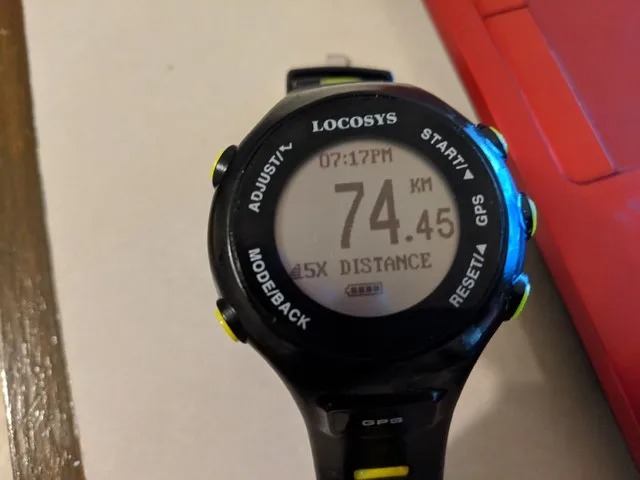 LOCOSYS
ADJUST/
START/◀
07:17PM
KM
74.45
GPS
5X DISTANCE
MODE/BACK
RESET/▲
GPS